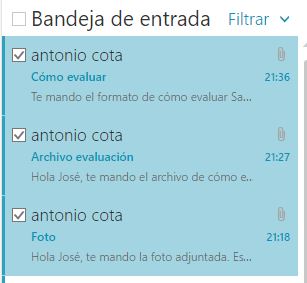 Bandeja de entrada Filtrar
antonio cota
Cómo evaluar 21:36
Te mando el formato de cómo evaluar Sa...
antonio cota
Archivo evaluación 21:27
Hola José, te mando el archivo de cómo e...
antonio cota
Foto 21:18
Hola José, te mando la foto adjuntada. Es...